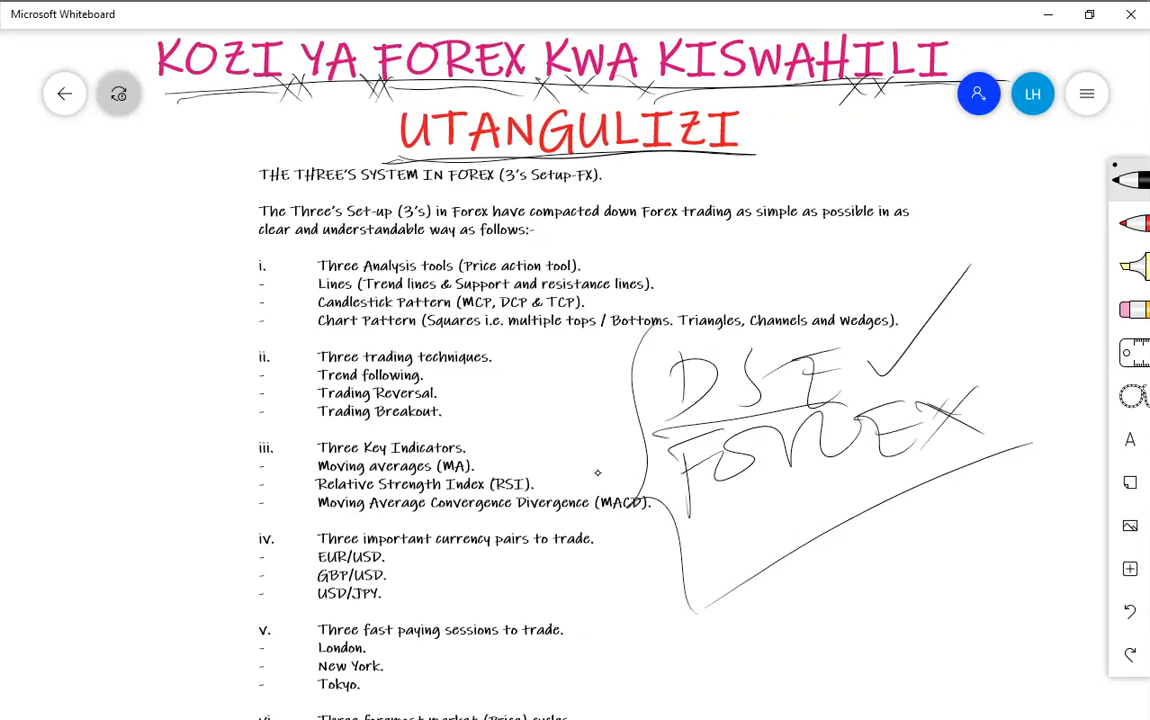 Microsoft Whiteboard
KOZI YA FOREX KWA KISWAHILI
LH
UTANGULIZI
THE THREE'S SYSTEM IN FOREX (3's Setup-FX).
The Three's Set-up (3's) in Forex have compacted down Forex trading as simple as possible in as
clear and understandable way as follows:-
i. Three Analysis tools (Price action tool).
- Lines (Trend lines & Support and resistance lines).
- Candlestick Pattern (MCP, DCP & TCP).
- Chart Pattern (Squares i.e. multiple tops / Bottoms. Triangles, Channels and Wedges).
ii. Three trading techniques.
- Trend following.
- Trading Reversal.
- Trading Breakout.
DSE
FOREX
iii. Three Key Indicators.
- Moving averages (MA).
- Relative Strength Index (RSI).
- Moving Average Convergence Divergence (MACD).
iv. Three important currency pairs to trade.
- EUR/USD.
- GBP/USD.
- USD/JPY.
v. Three fast paying sessions to trade.
- London.
- New York.
- Tokyo.
vi. Three foremost market (Price) cycles